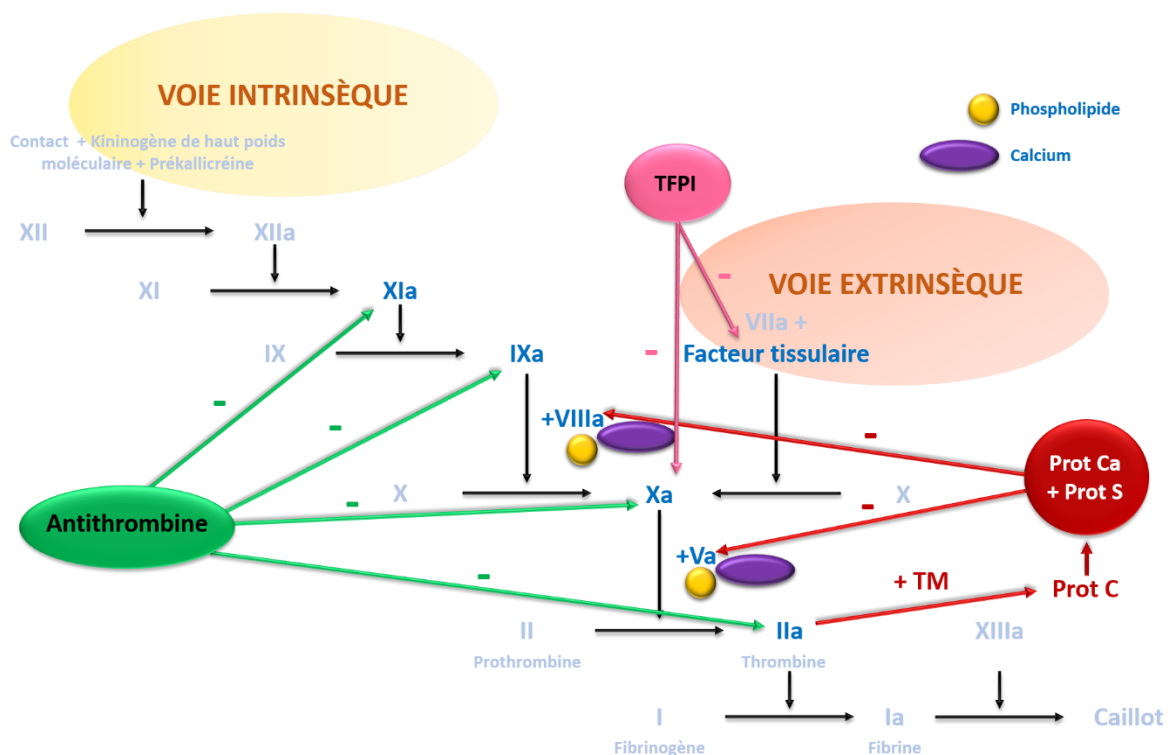 VOIE INTRINSÈQUE
Phospholipide
Contact + Kininogène de haut poids
moléculaire + Prékallicréine
Calcium
TFPI
XII
XIIa
VOIE EXTRINSÈQUE
-
XI
XIa
VIIa +
IX
IXa
-
Facteur tissulaire
-
-
+VIIIa
-
Prot Ca
+ Prot S
X
Xa
X
-
-
Antithrombine
+Va
-
+ TM
Prot C
II
IIa
XIIIa
Prothrombine
Thrombine
I
Ia
Caillot
Fibrinogène
Fibrine